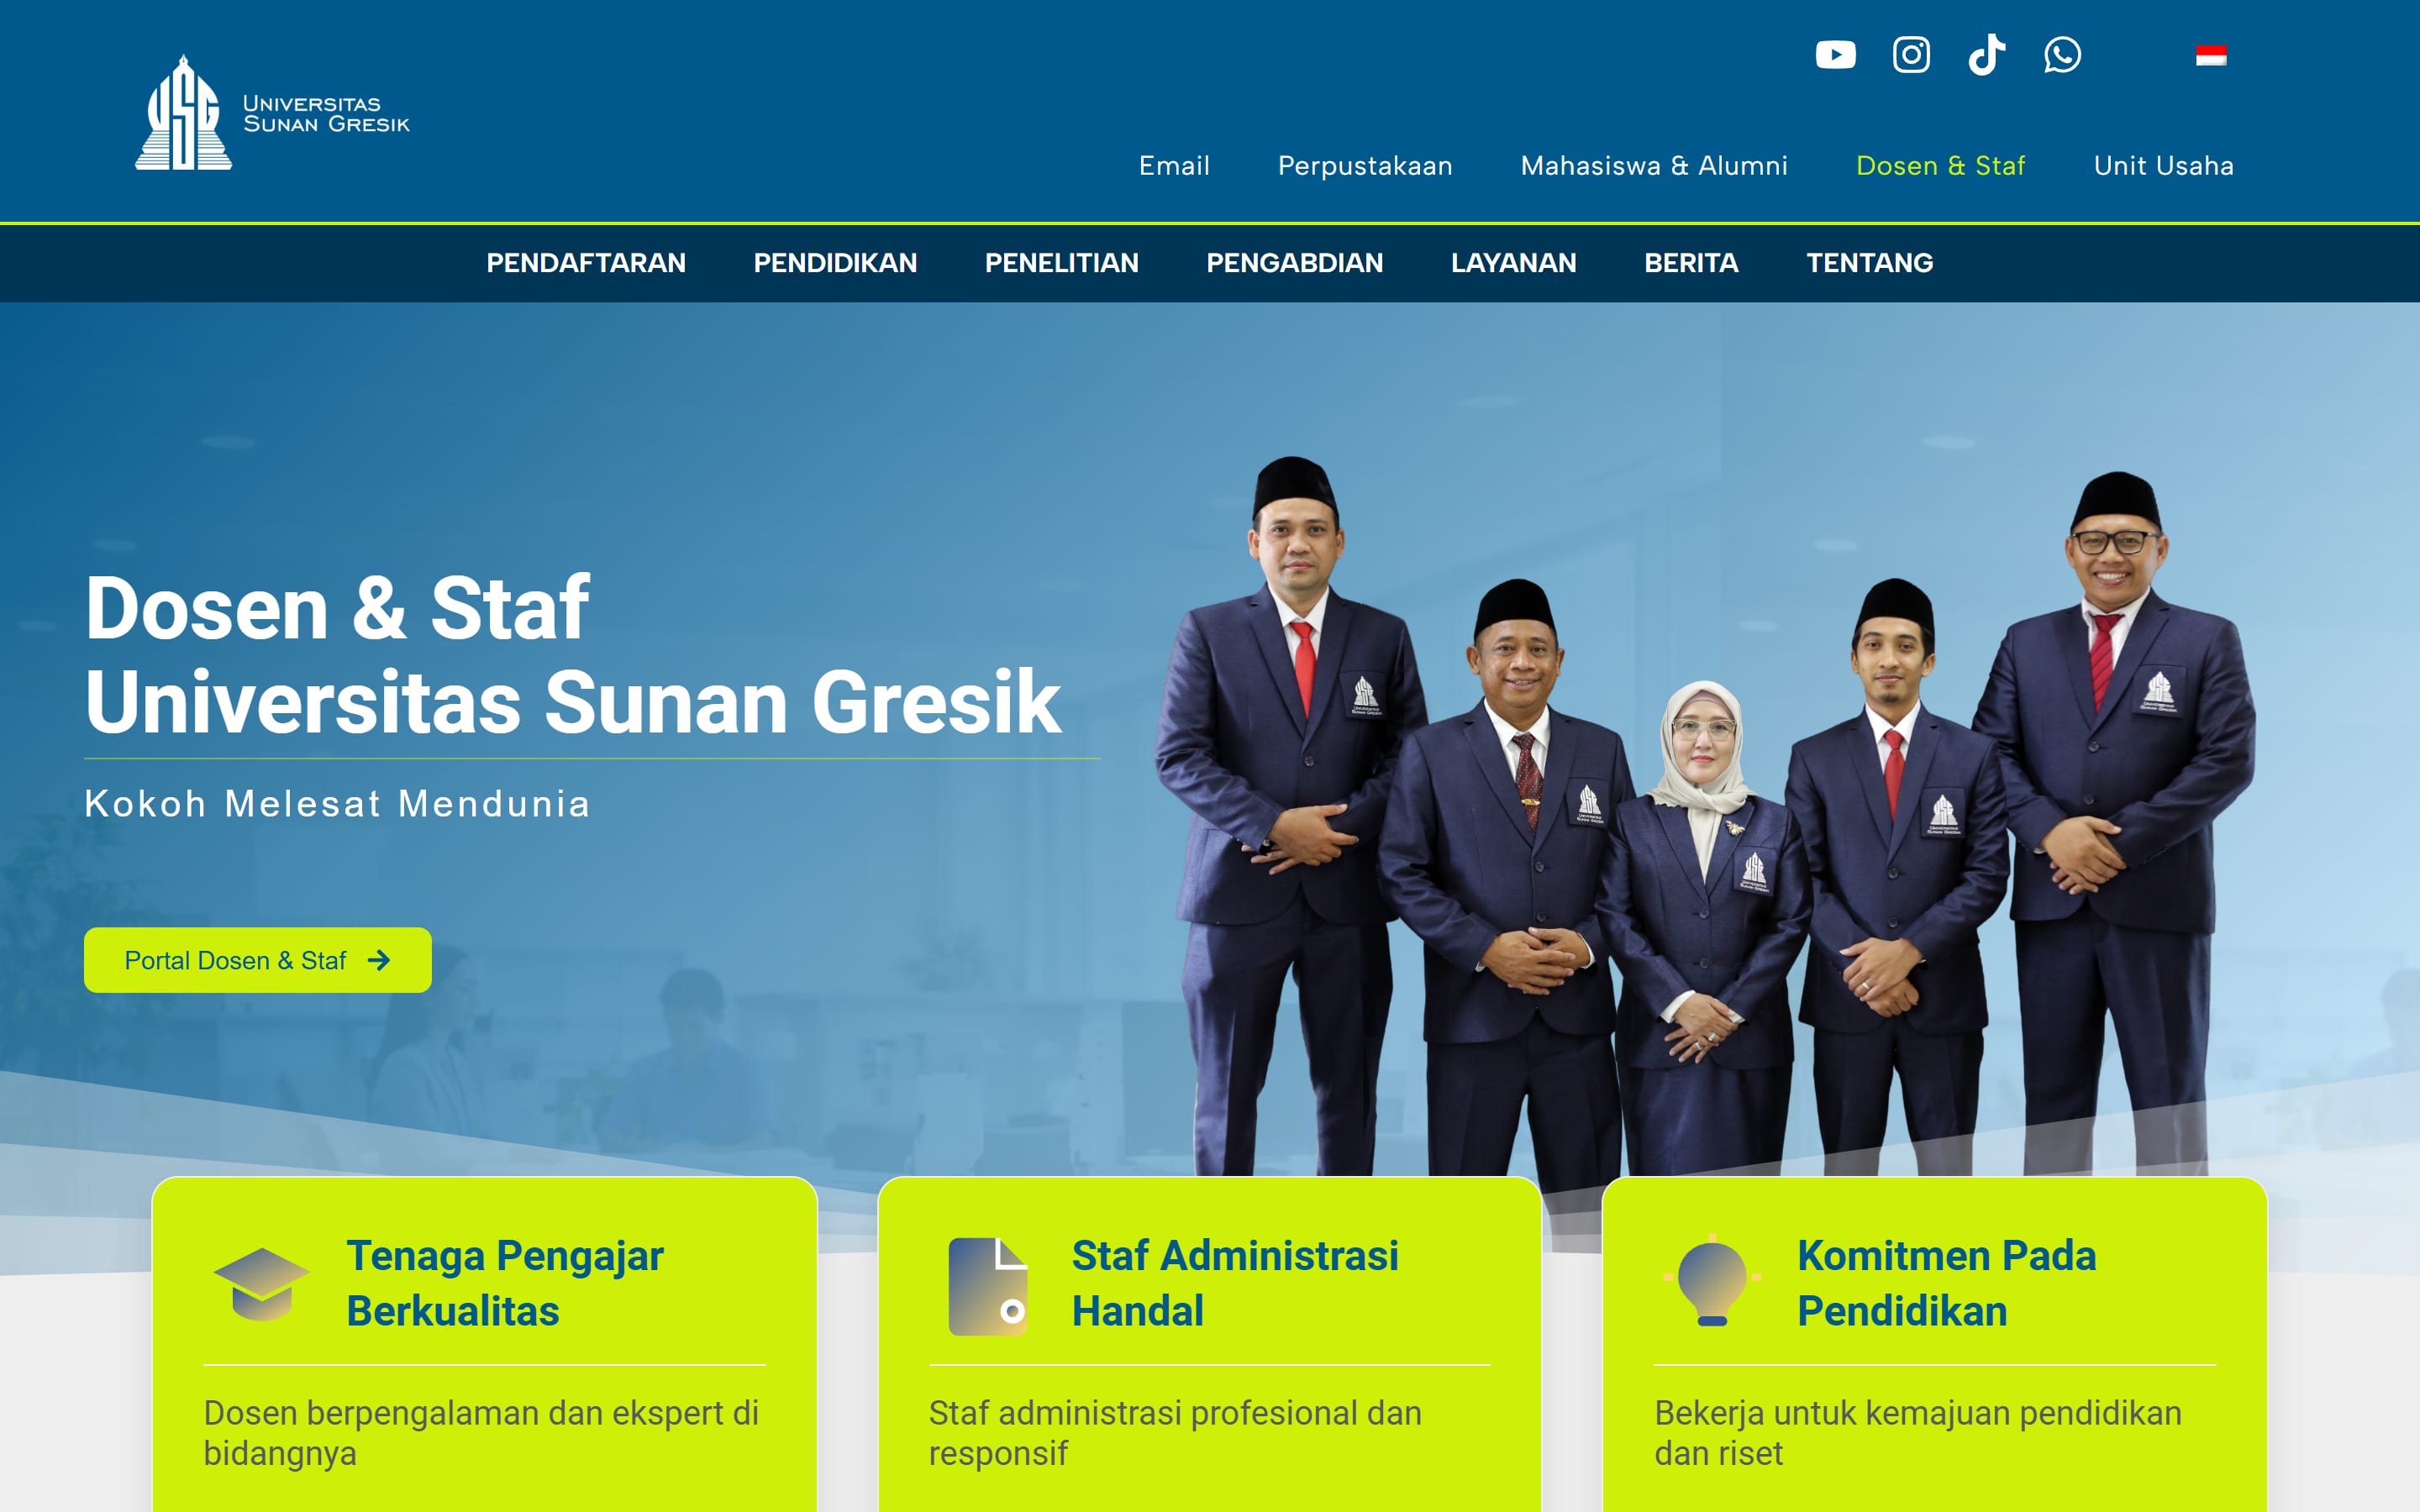 USG
UNIVERSITAS
SUNAN GRESIK
Email
Perpustakaan
Mahasiswa & Alumni
Dosen & Staf
Unit Usaha
PENDAFTARAN
PENDIDIKAN
PENELITIAN
PENGABDIAN
LAYANAN
BERITA
TENTANG
Dosen & Staf
Universitas Sunan Gresik
Kokoh Melesat Mendunia
Portal Dosen & Staf
Tenaga Pengajar
Berkualitas
Dosen berpengalaman dan ekspert di
bidangnya
Staf Administrasi
Handal
Staf administrasi profesional dan
responsif
Komitmen Pada
Pendidikan
Bekerja untuk kemajuan pendidikan
dan riset